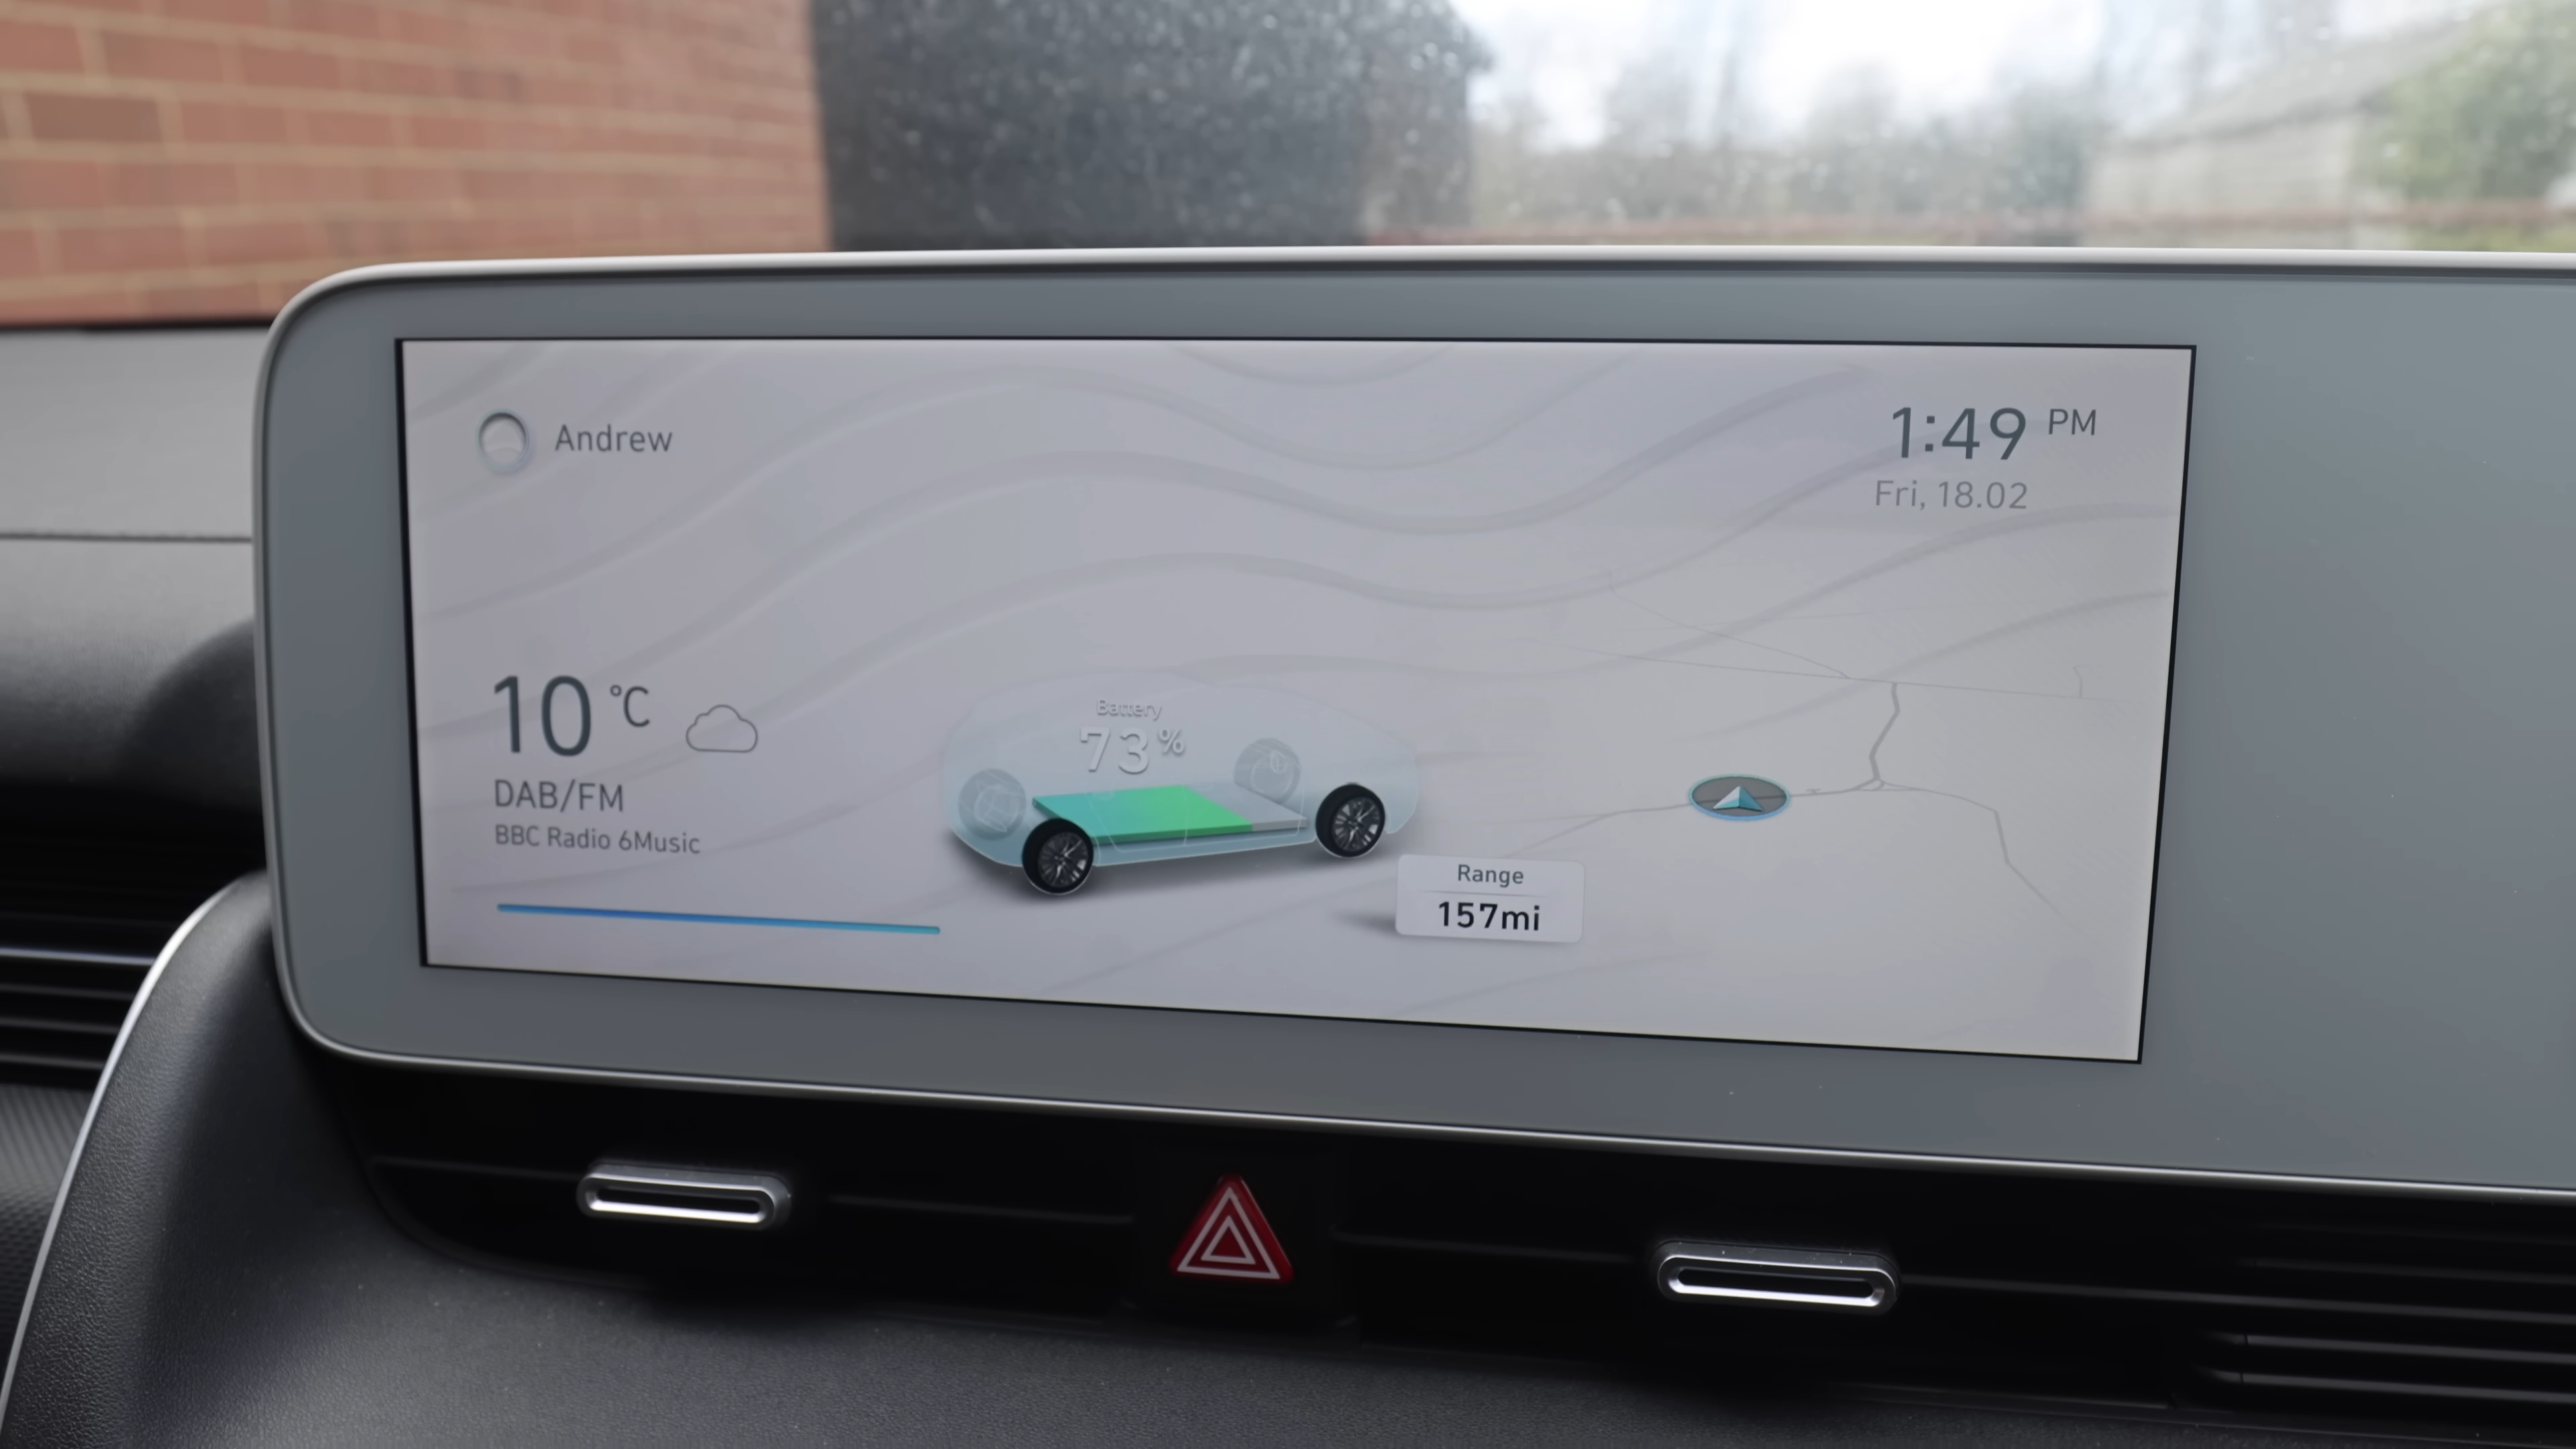 Andrew
1:49 PM
Fri, 18.02
10 °C
DAB/FM
BBC Radio 6Music
Battery
73%
Range
157mi